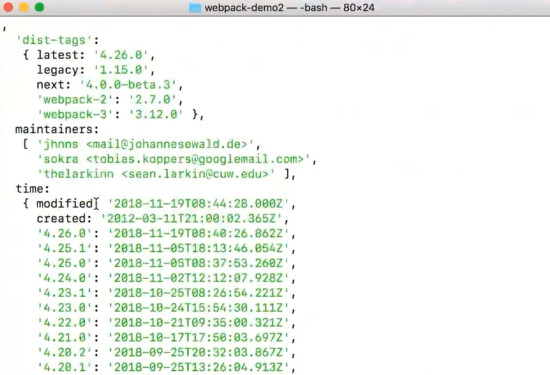 webpack-demo2 — -bash — 80×24
,
'dist-tags':
{ latest: '4.26.0',
legacy: '1.15.0',
next: '4.0.0-beta.3',
'webpack-2': '2.7.0',
'webpack-3': '3.12.0' },
maintainers:
[ 'jhnns <mail@johannesewald.de>',
'sokra <tobias.koppers@googlemail.com>',
'thelarkinn <sean.larkin@cuw.edu>' ],
time:
{ modified: '2018-11-19T08:44:28.000Z',
created: '2012-03-11T21:00:02.365Z',
'4.26.0': '2018-11-19T08:40:26.862Z',
'4.25.1': '2018-11-05T18:13:46.054Z',
'4.25.0': '2018-11-05T08:37:53.260Z',
'4.24.0': '2018-11-02T12:12:07.928Z',
'4.23.1': '2018-10-25T08:26:54.221Z',
'4.23.0': '2018-10-24T15:54:30.111Z',
'4.22.0': '2018-10-21T09:35:00.321Z',
'4.21.0': '2018-10-17T17:50:03.697Z',
'4.20.2': '2018-09-25T20:32:03.867Z',
'4.20.1': '2018-09-25T13:26:04.913Z',